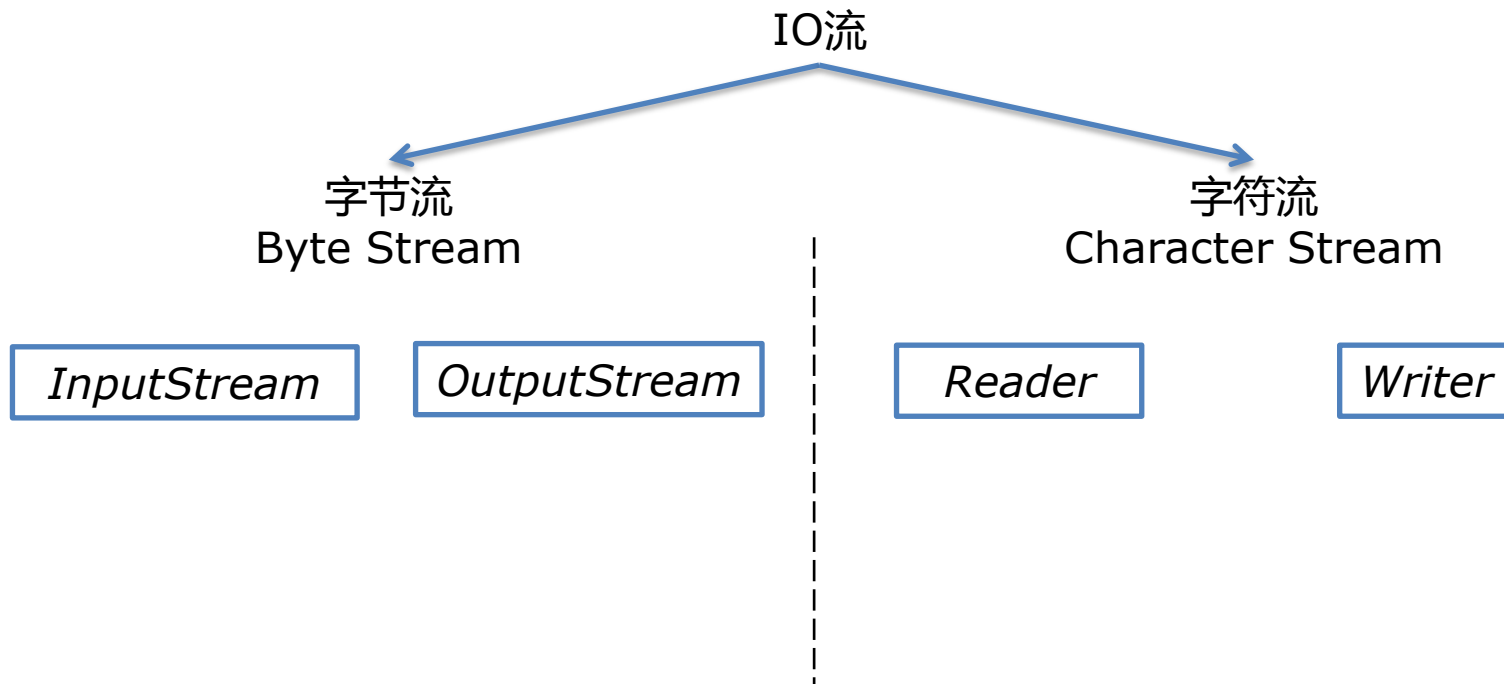 IO流
字节流
Byte Stream
字符流
Character Stream
InputStream
OutputStream
Reader
Writer